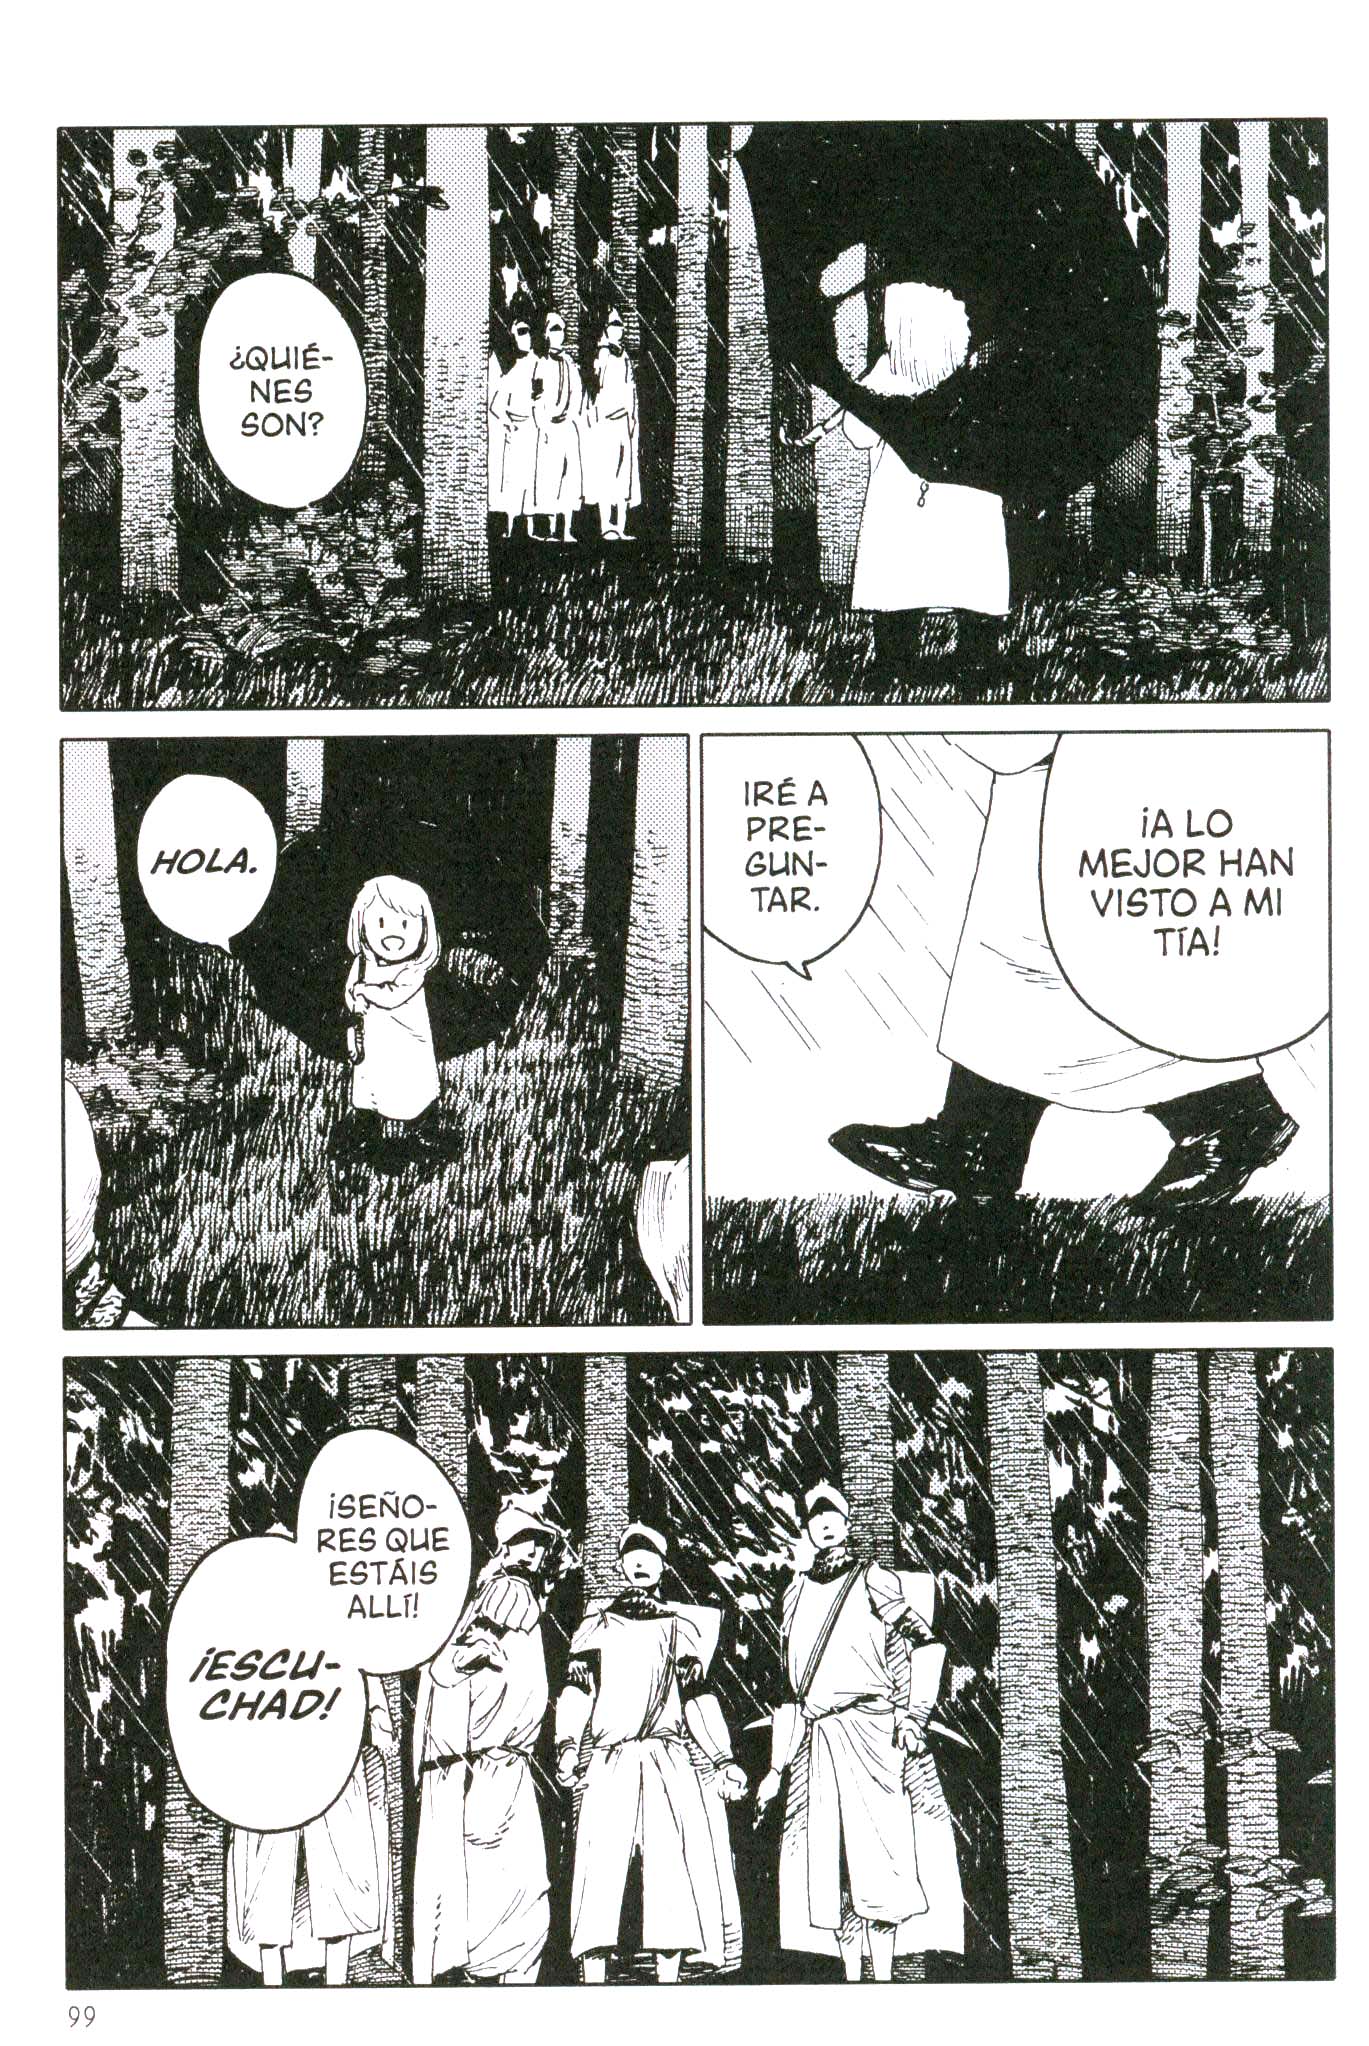 ¿QUIÉ-
NES
SON?
¡A LO
MEJOR HAN
VISTO A MI
TÍA!
IRÉ A
PRE-
GUN-
TAR.
HOLA.
¡SEÑO-
RES QUE
ESTÁIS
ALLÍ!
¡ESCU-
CHAD!
99